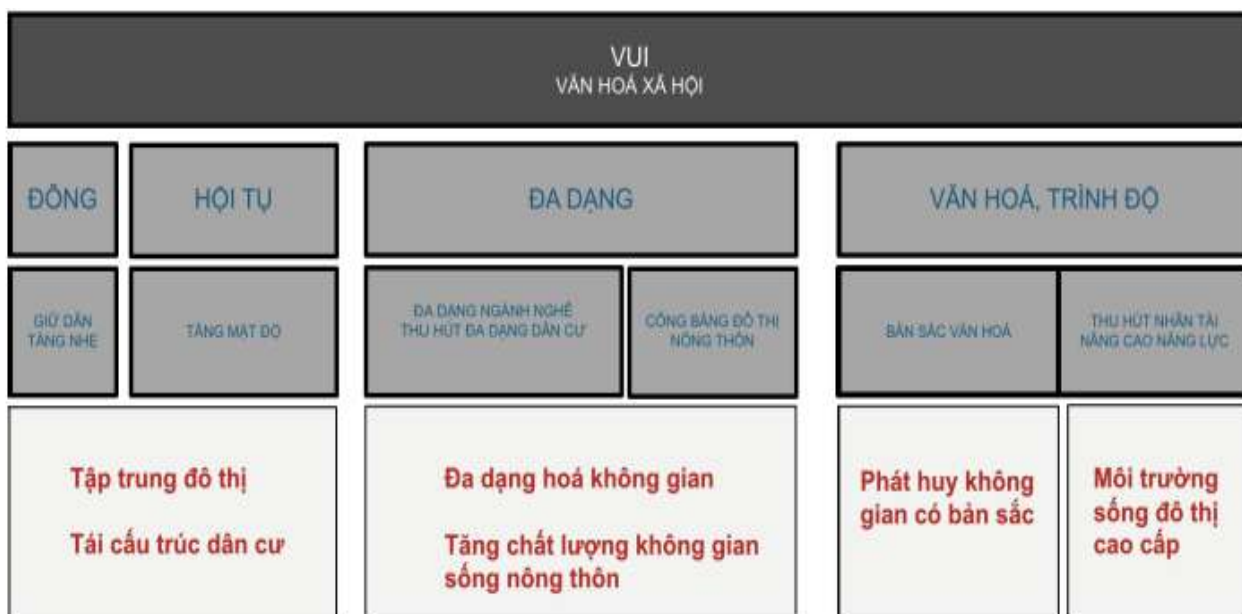 VUI
VĂN HOÁ XÃ HỘI
ĐÔNG
HỘI TỤ
ĐA DẠNG
VĂN HOÁ, TRÌNH ĐỘ
GIỮ DÂN
TĂNG NHẸ
TĂNG MẬT ĐỘ
ĐA DẠNG NGÀNH NGHỀ
THU HÚT ĐA DẠNG DÂN CƯ
CÔNG BẰNG ĐÔ THỊ
NÔNG THÔN
BẢN SẮC VĂN HOÁ
THU HÚT NHÂN TÀI
NÂNG CAO NĂNG LỰC
Tập trung đô thị
Tái cấu trúc dân cư
Đa dạng hoá không gian
Tăng chất lượng không gian
sống nông thôn
Phát huy không
gian có bản sắc
Môi trường
sống đô thị
cao cấp